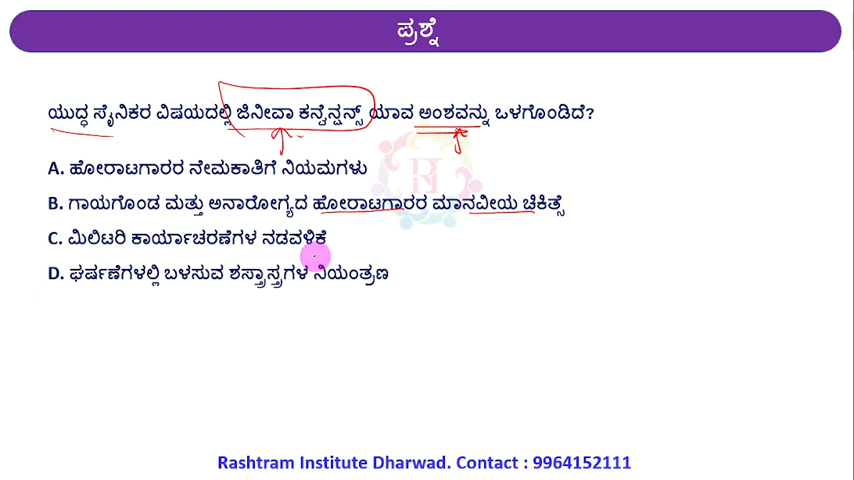 ಪ್ರಶ್ನೆ
ಯುದ್ಧ ಸೈನಿಕರ ವಿಷಯದಲ್ಲಿ ಜಿನೀವಾ ಕನ್ವೆನ್ಷನ್ಸ್ ಯಾವ ಅಂಶವನ್ನು ಒಳಗೊಂಡಿದೆ?
A. ಹೋರಾಟಗಾರರ ನೇಮಕಾತಿಗೆ ನಿಯಮಗಳು
B. ಗಾಯಗೊಂಡ ಮತ್ತು ಅನಾರೋಗ್ಯದ ಹೋರಾಟಗಾರರ ಮಾನವೀಯ ಚಿಕಿತ್ಸೆ
C. ಮಿಲಿಟರಿ ಕಾರ್ಯಾಚರಣೆಗಳ ನಡವಳಿಕೆ
D. ಘರ್ಷಣೆಗಳಲ್ಲಿ ಬಳಸುವ ಶಸ್ತ್ರಾಸ್ತ್ರಗಳ ನಿಯಂತ್ರಣ
Rashtram Institute Dharwad. Contact : 9964152111